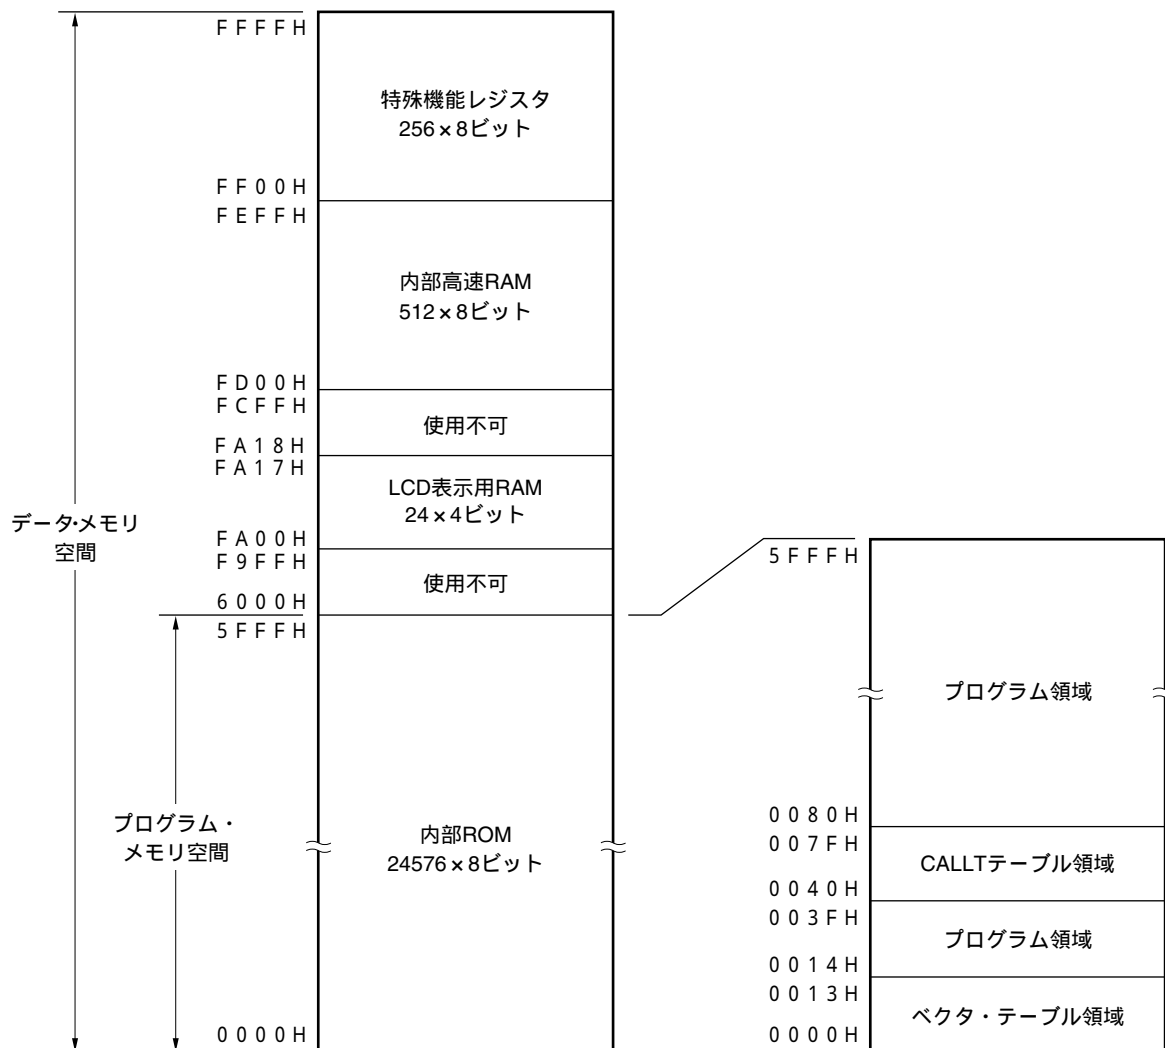 FFFFH
特殊機能レジスタ
256×8ビット
FF00H
FEFFH
内部高速RAM
512×8ビット
FD00H
FCFFH
使用不可
FA18H
FA17H
LCD表示用RAM
24×4ビット
データ・メモリ
空間
FA00H
F9FFH
使用不可
6000H
5FFFH
プログラム・
メモリ空間
内部ROM
24576×8ビット
0000H
5FFFH
プログラム領域
0080H
007FH
CALLTテーブル領域
0040H
003FH
プログラム領域
0014H
0013H
ベクタ・テーブル領域
0000H